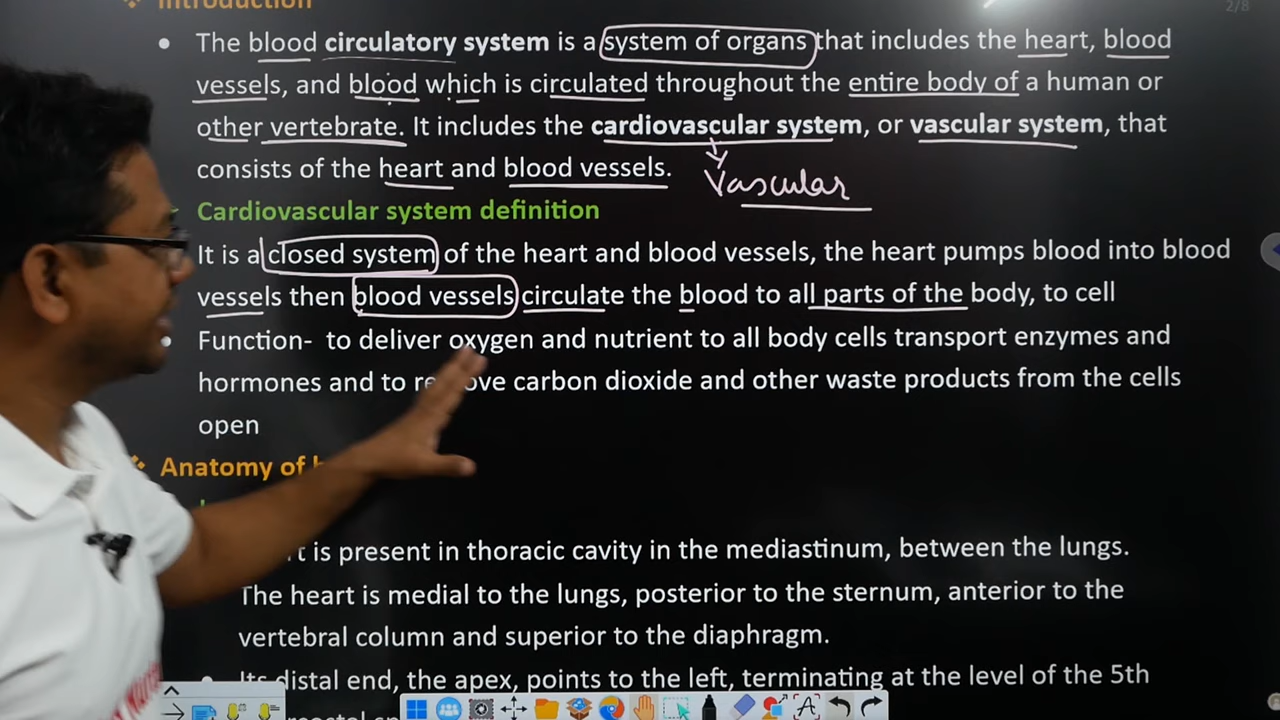 Introduction
2/8
The blood circulatory system is a system of organs that includes the heart, blood
vessels, and blood which is circulated throughout the entire body of a human or
other vertebrate. It includes the cardiovascular system, or vascular system, that
consists of the heart and blood vessels.
Vascular
Cardiovascular system definition
It is a closed system of the heart and blood vessels, the heart pumps blood into blood
vessels then blood vessels circulate the blood to all parts of the body, to cell
Function- to deliver oxygen and nutrient to all body cells transport enzymes and
hormones and to carbon dioxide and other waste products from the cells
open
Anatomy of
is present in thoracic cavity in the mediastinum, between the lungs.
The heart is medial to the lungs, posterior to the sternum, anterior to the
vertebral column and superior to the diaphragm.
Its distal end, the apex, points to the left, terminating at the level of the 5th